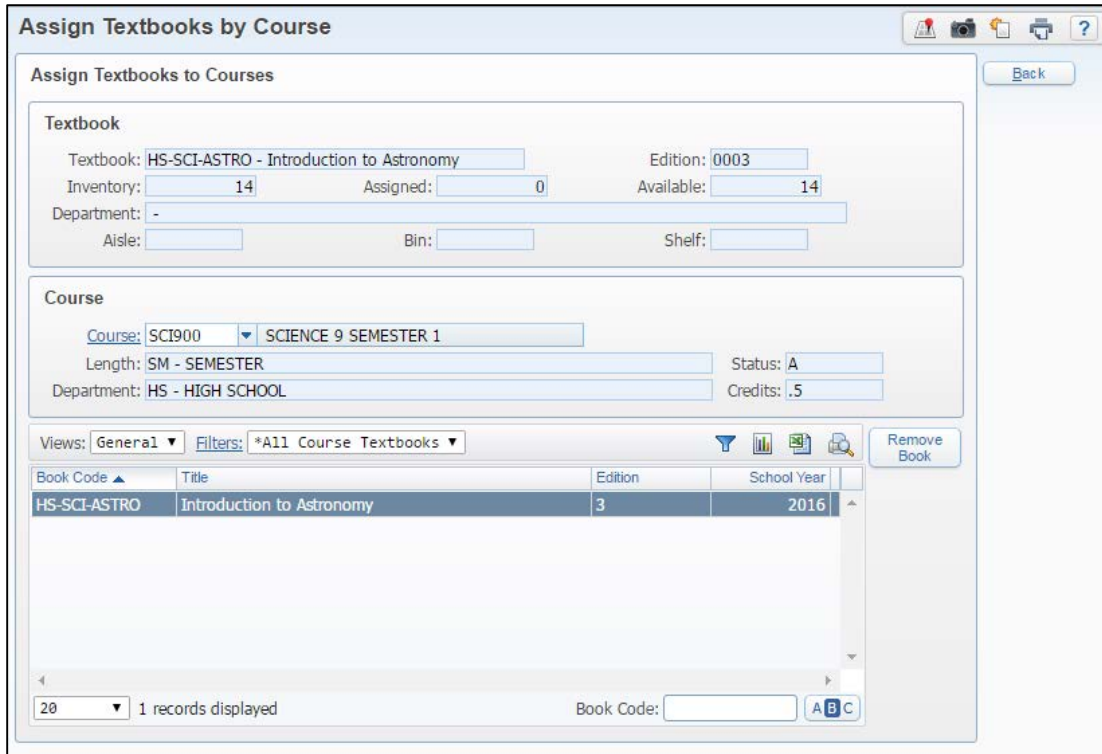 Assign Textbooks by Course
?
Assign Textbooks to Courses
Back
Textbook
Textbook: HS-SCI-ASTRO - Introduction to Astronomy Edition: 0003
Inventory: 14 Assigned: 0 Available: 14
Department: -
Aisle: Bin: Shelf:
Course
Course: SCI900 SCIENCE 9 SEMESTER 1
Length: SM - SEMESTER Status: A
Department: HS - HIGH SCHOOL Credits: .5
Views: General Filters: *All Course Textbooks Remove Book
Book Code Title Edition School Year
HS-SCI-ASTRO Introduction to Astronomy 3 2016
20 1 records displayed Book Code: A B C